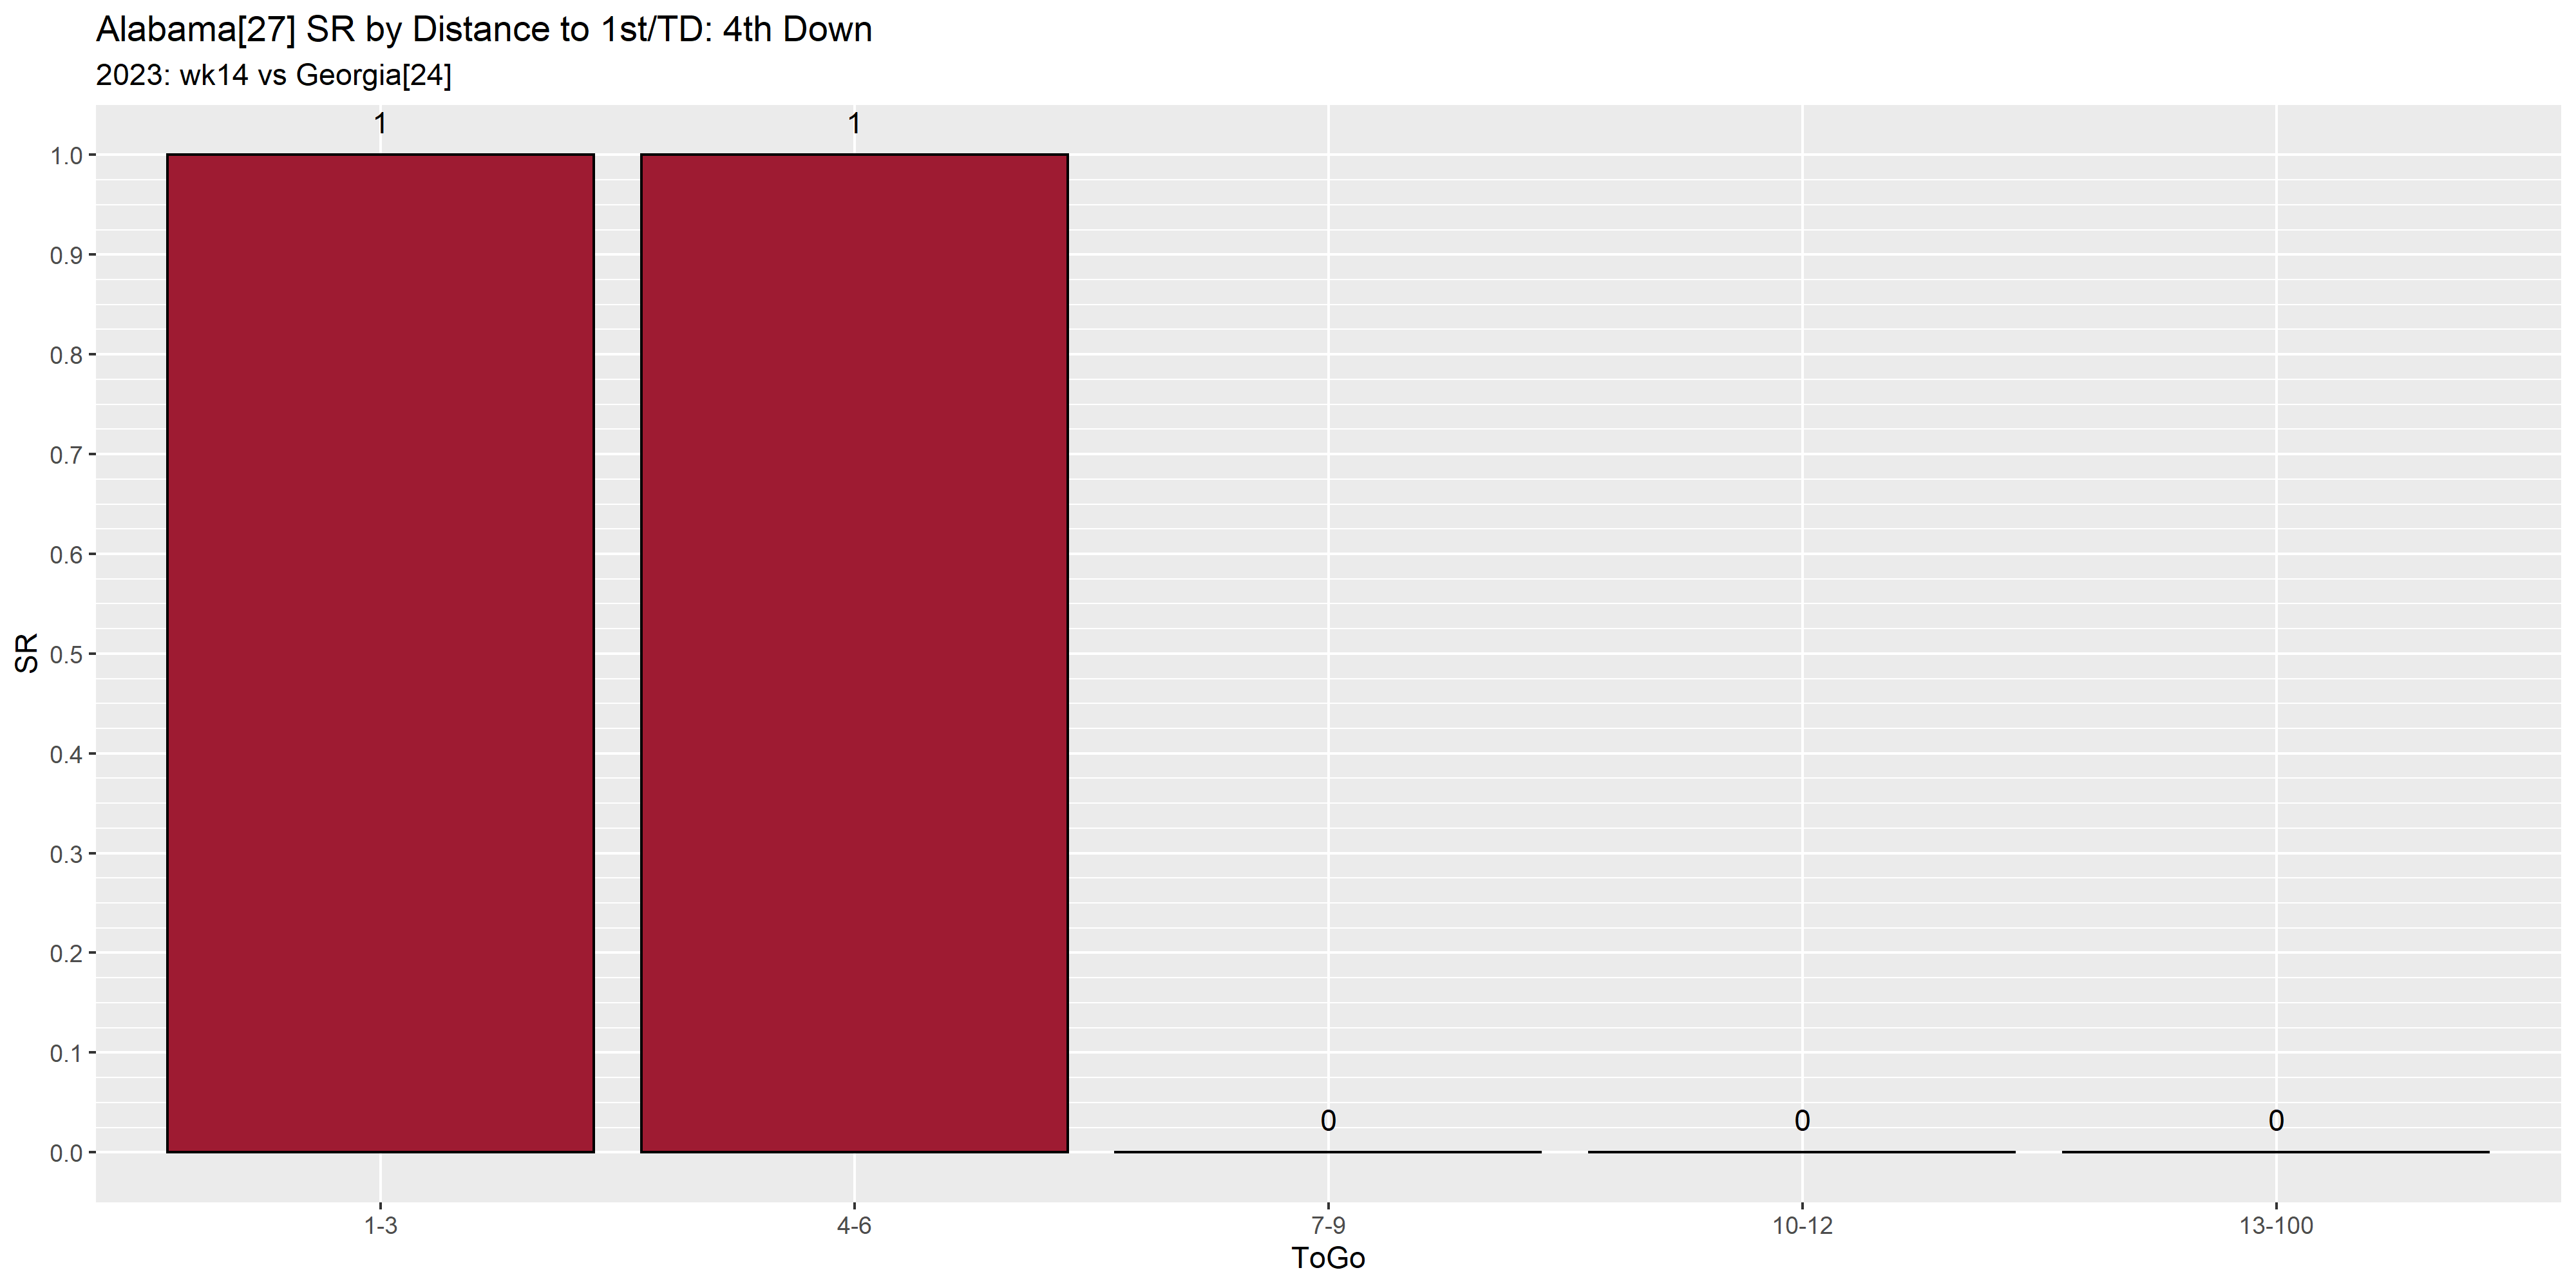 Alabama[27] SR by Distance to 1st/TD: 4th Down
2023: wk14 vs Georgia[24]
1 1
1.0
0.9
0.8
0.7
0.6
0.5
0.4
0.3
0.2
0.1
0.0
SR
0 0 0
1-3 4-6 7-9 10-12 13-100
ToGo